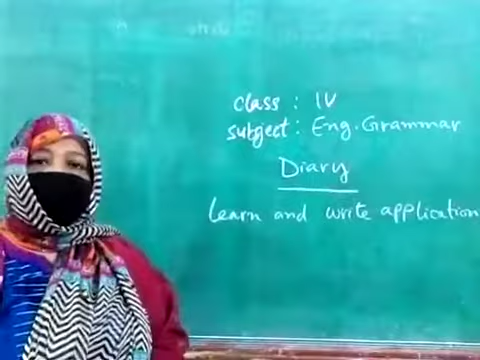 class : IV
subject : Eng. Grammar
Diary
learn and write application